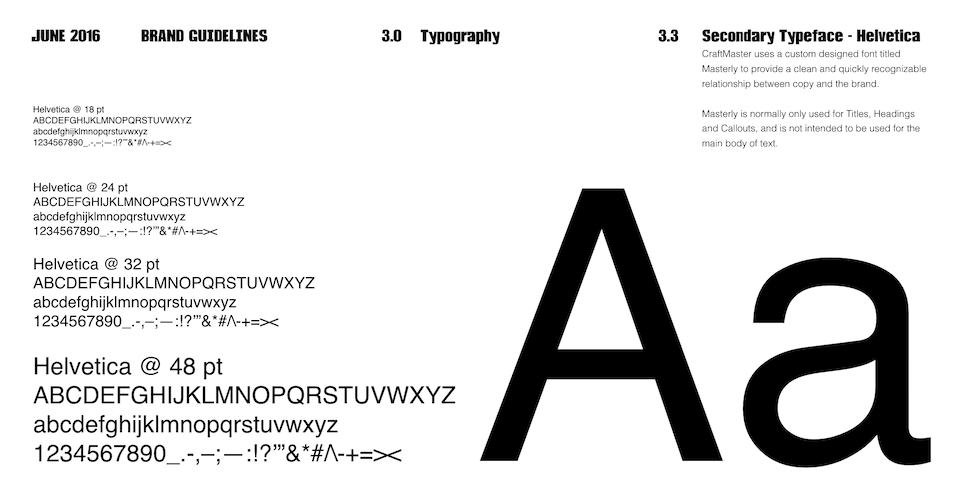 JUNE 2016 BRAND GUIDELINES 3.0 Typography 3.3 Secondary Typeface - Helvetica
CraftMaster uses a custom designed font titled
Masterly to provide a clean and quickly recognizable
relationship between copy and the brand.
Masterly is normally only used for Titles, Headings
and Callouts, and is not intended to be used for the
main body of text.
Helvetica @ 18 pt
ABCDEFGHIJKLMNOPQRSTUVWXYZ
abcdefghijklmnopqrstuvwxyz
1234567890_.-,–;—:!?’”&*#/\-+=><
Helvetica @ 24 pt
ABCDEFGHIJKLMNOPQRSTUVWXYZ
abcdefghijklmnopqrstuvwxyz
1234567890_.-,–;—:!?’”&*#/\-+=><
Helvetica @ 32 pt
ABCDEFGHIJKLMNOPQRSTUVWXYZ
abcdefghijklmnopqrstuvwxyz
1234567890_.-,–;—:!?’”&*#/\-+=><
Helvetica @ 48 pt
ABCDEFGHIJKLMNOPQRSTUVWXYZ
abcdefghijklmnopqrstuvwxyz
1234567890_.-,–;—:!?’”&*#/\-+=><
Aa